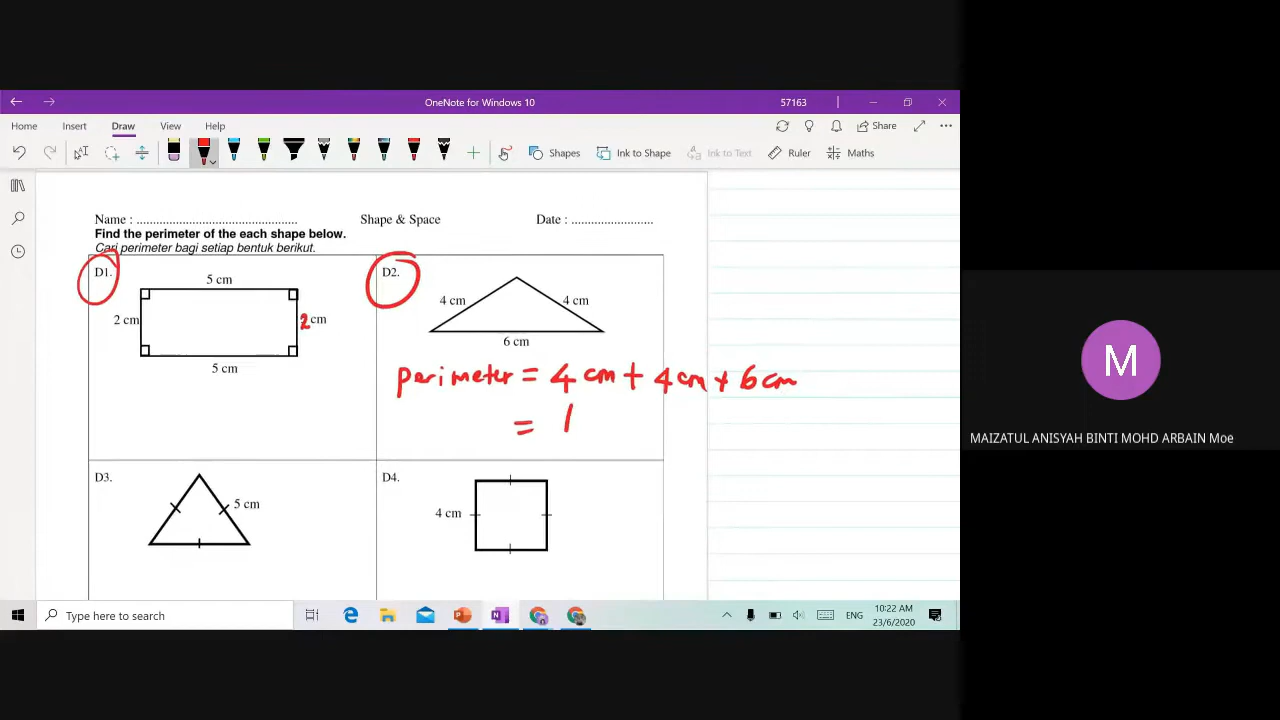 OneNote for Windows 10
57163
Home Insert Draw View Help
Share
Shapes Ink to Shape Ink to Text Ruler Maths
Name : ................................................. Shape & Space Date : .........................
Find the perimeter of the each shape below.
Cari perimeter bagi setiap bentuk berikut.
D1.
5 cm
2 cm
2 cm
5 cm
D2.
4 cm
4 cm
6 cm
perimeter = 4 cm + 4 cm + 6 cm
= 1
D3.
5 cm
D4.
4 cm
M
MAIZATUL ANISYAH BINTI MOHD ARBAIN Moe
Type here to search
ENG
10:22 AM
23/6/2020